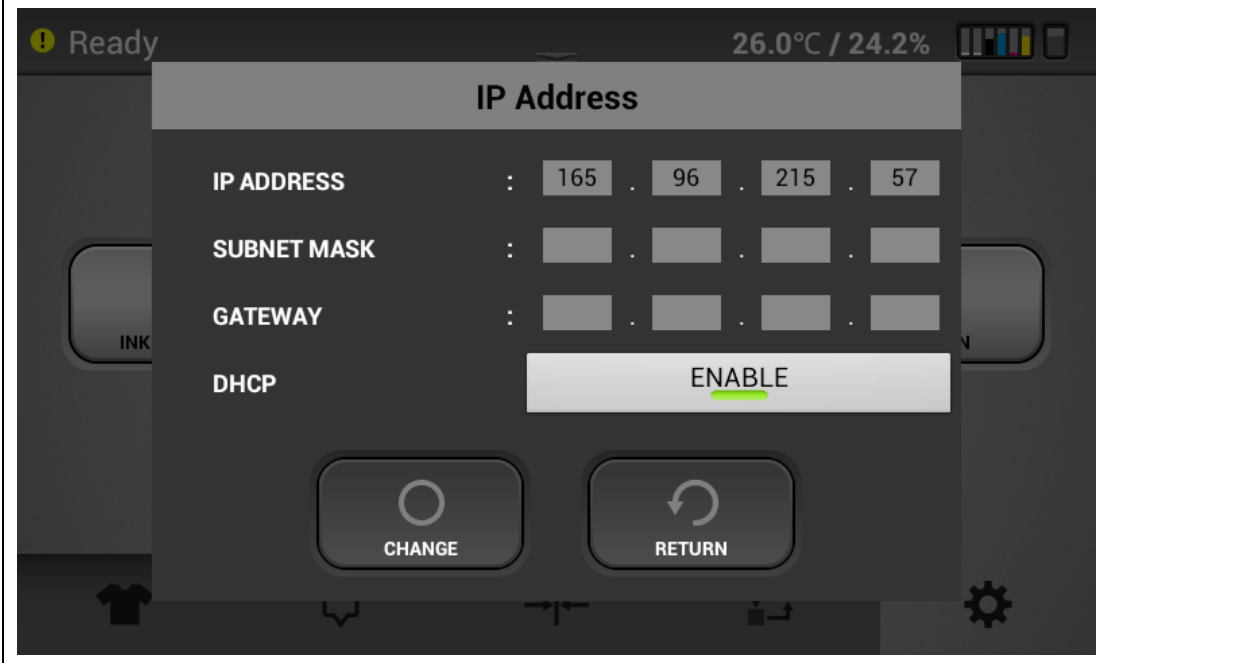 ! Ready 26.0℃ / 24.2%
IP Address
IP ADDRESS : 165 . 96 . 215 . 57
SUBNET MASK : . . .
GATEWAY : . . .
DHCP ENABLE
INK N
CHANGE RETURN